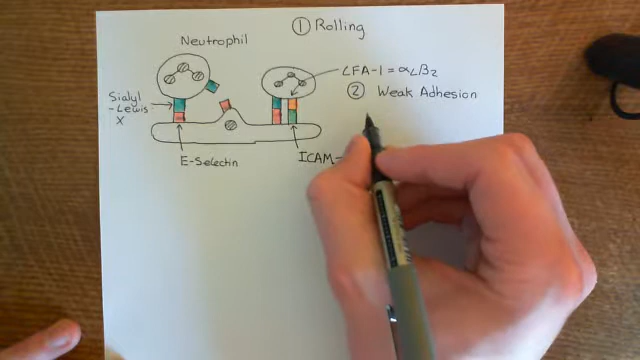 ① Rolling
Neutrophil
LFA-1 = αLβ2
② Weak Adhesion
Sialyl
-Lewis
X
E-Selectin
ICAM-